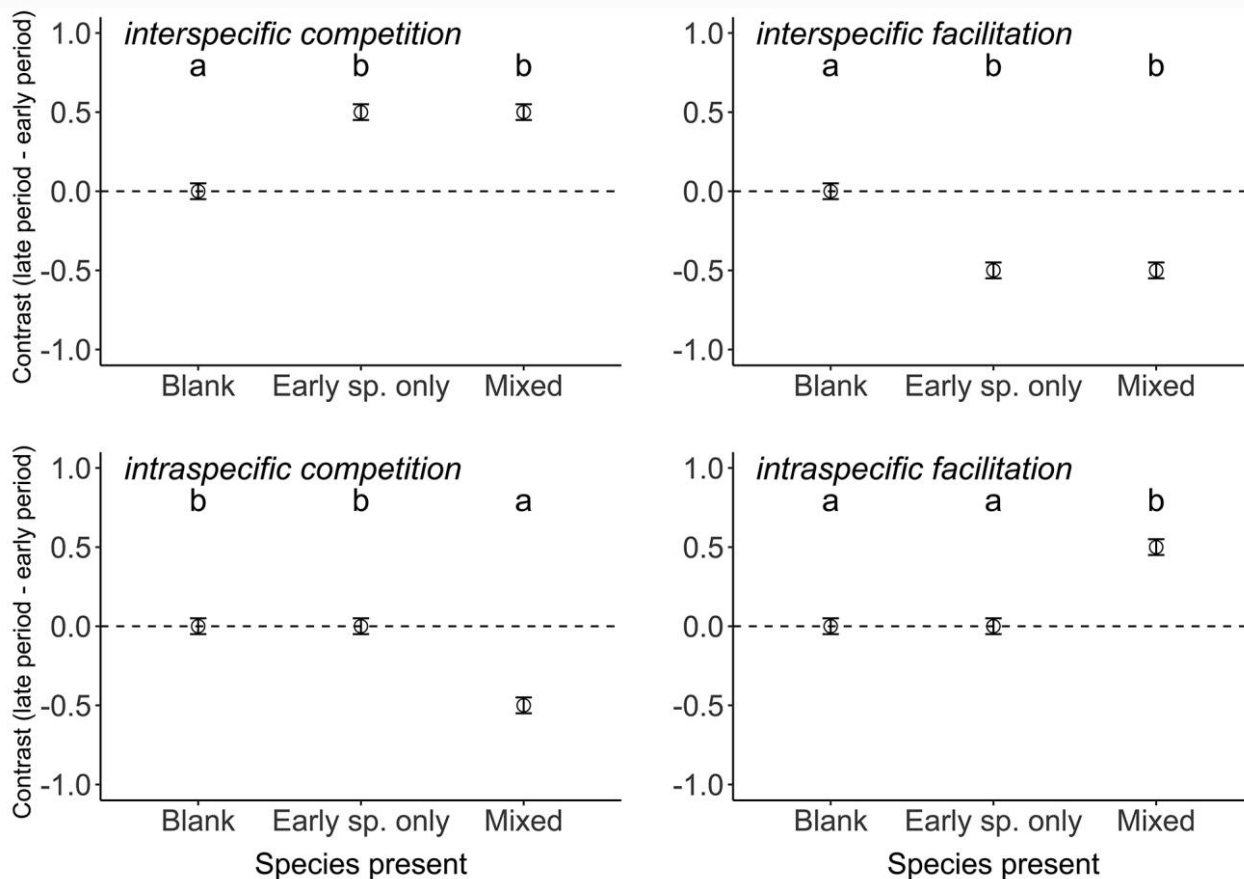 Contrast (late period - early period)
interspecific competition
a b b
1.0
0.5
0.0
-0.5
-1.0
Blank Early sp. only Mixed
interspecific facilitation
a b b
1.0
0.5
0.0
-0.5
-1.0
Blank Early sp. only Mixed
Contrast (late period - early period)
intraspecific competition
b b a
1.0
0.5
0.0
-0.5
-1.0
Blank Early sp. only Mixed
Species present
intraspecific facilitation
a a b
1.0
0.5
0.0
-0.5
-1.0
Blank Early sp. only Mixed
Species present